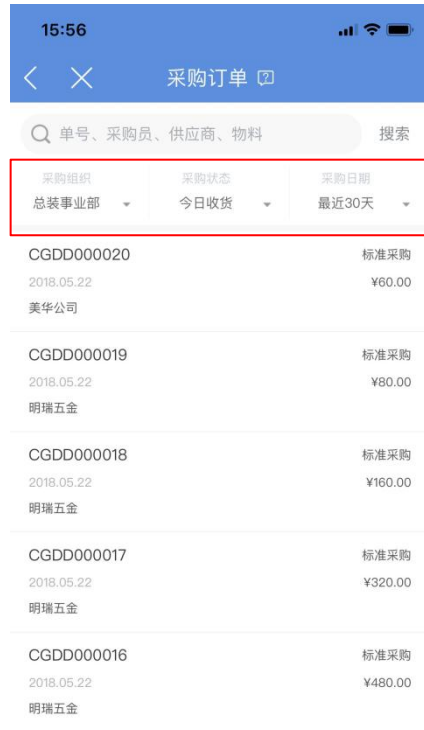 15:56
采购订单
单号、采购员、供应商、物料 搜索
采购组织 采购状态 采购日期
总装事业部 今日收货 最近30天
CGDD000020 标准采购
2018.05.22 ¥60.00
美华公司
CGDD000019 标准采购
2018.05.22 ¥80.00
明瑞五金
CGDD000018 标准采购
2018.05.22 ¥160.00
明瑞五金
CGDD000017 标准采购
2018.05.22 ¥320.00
明瑞五金
CGDD000016 标准采购
2018.05.22 ¥480.00
明瑞五金